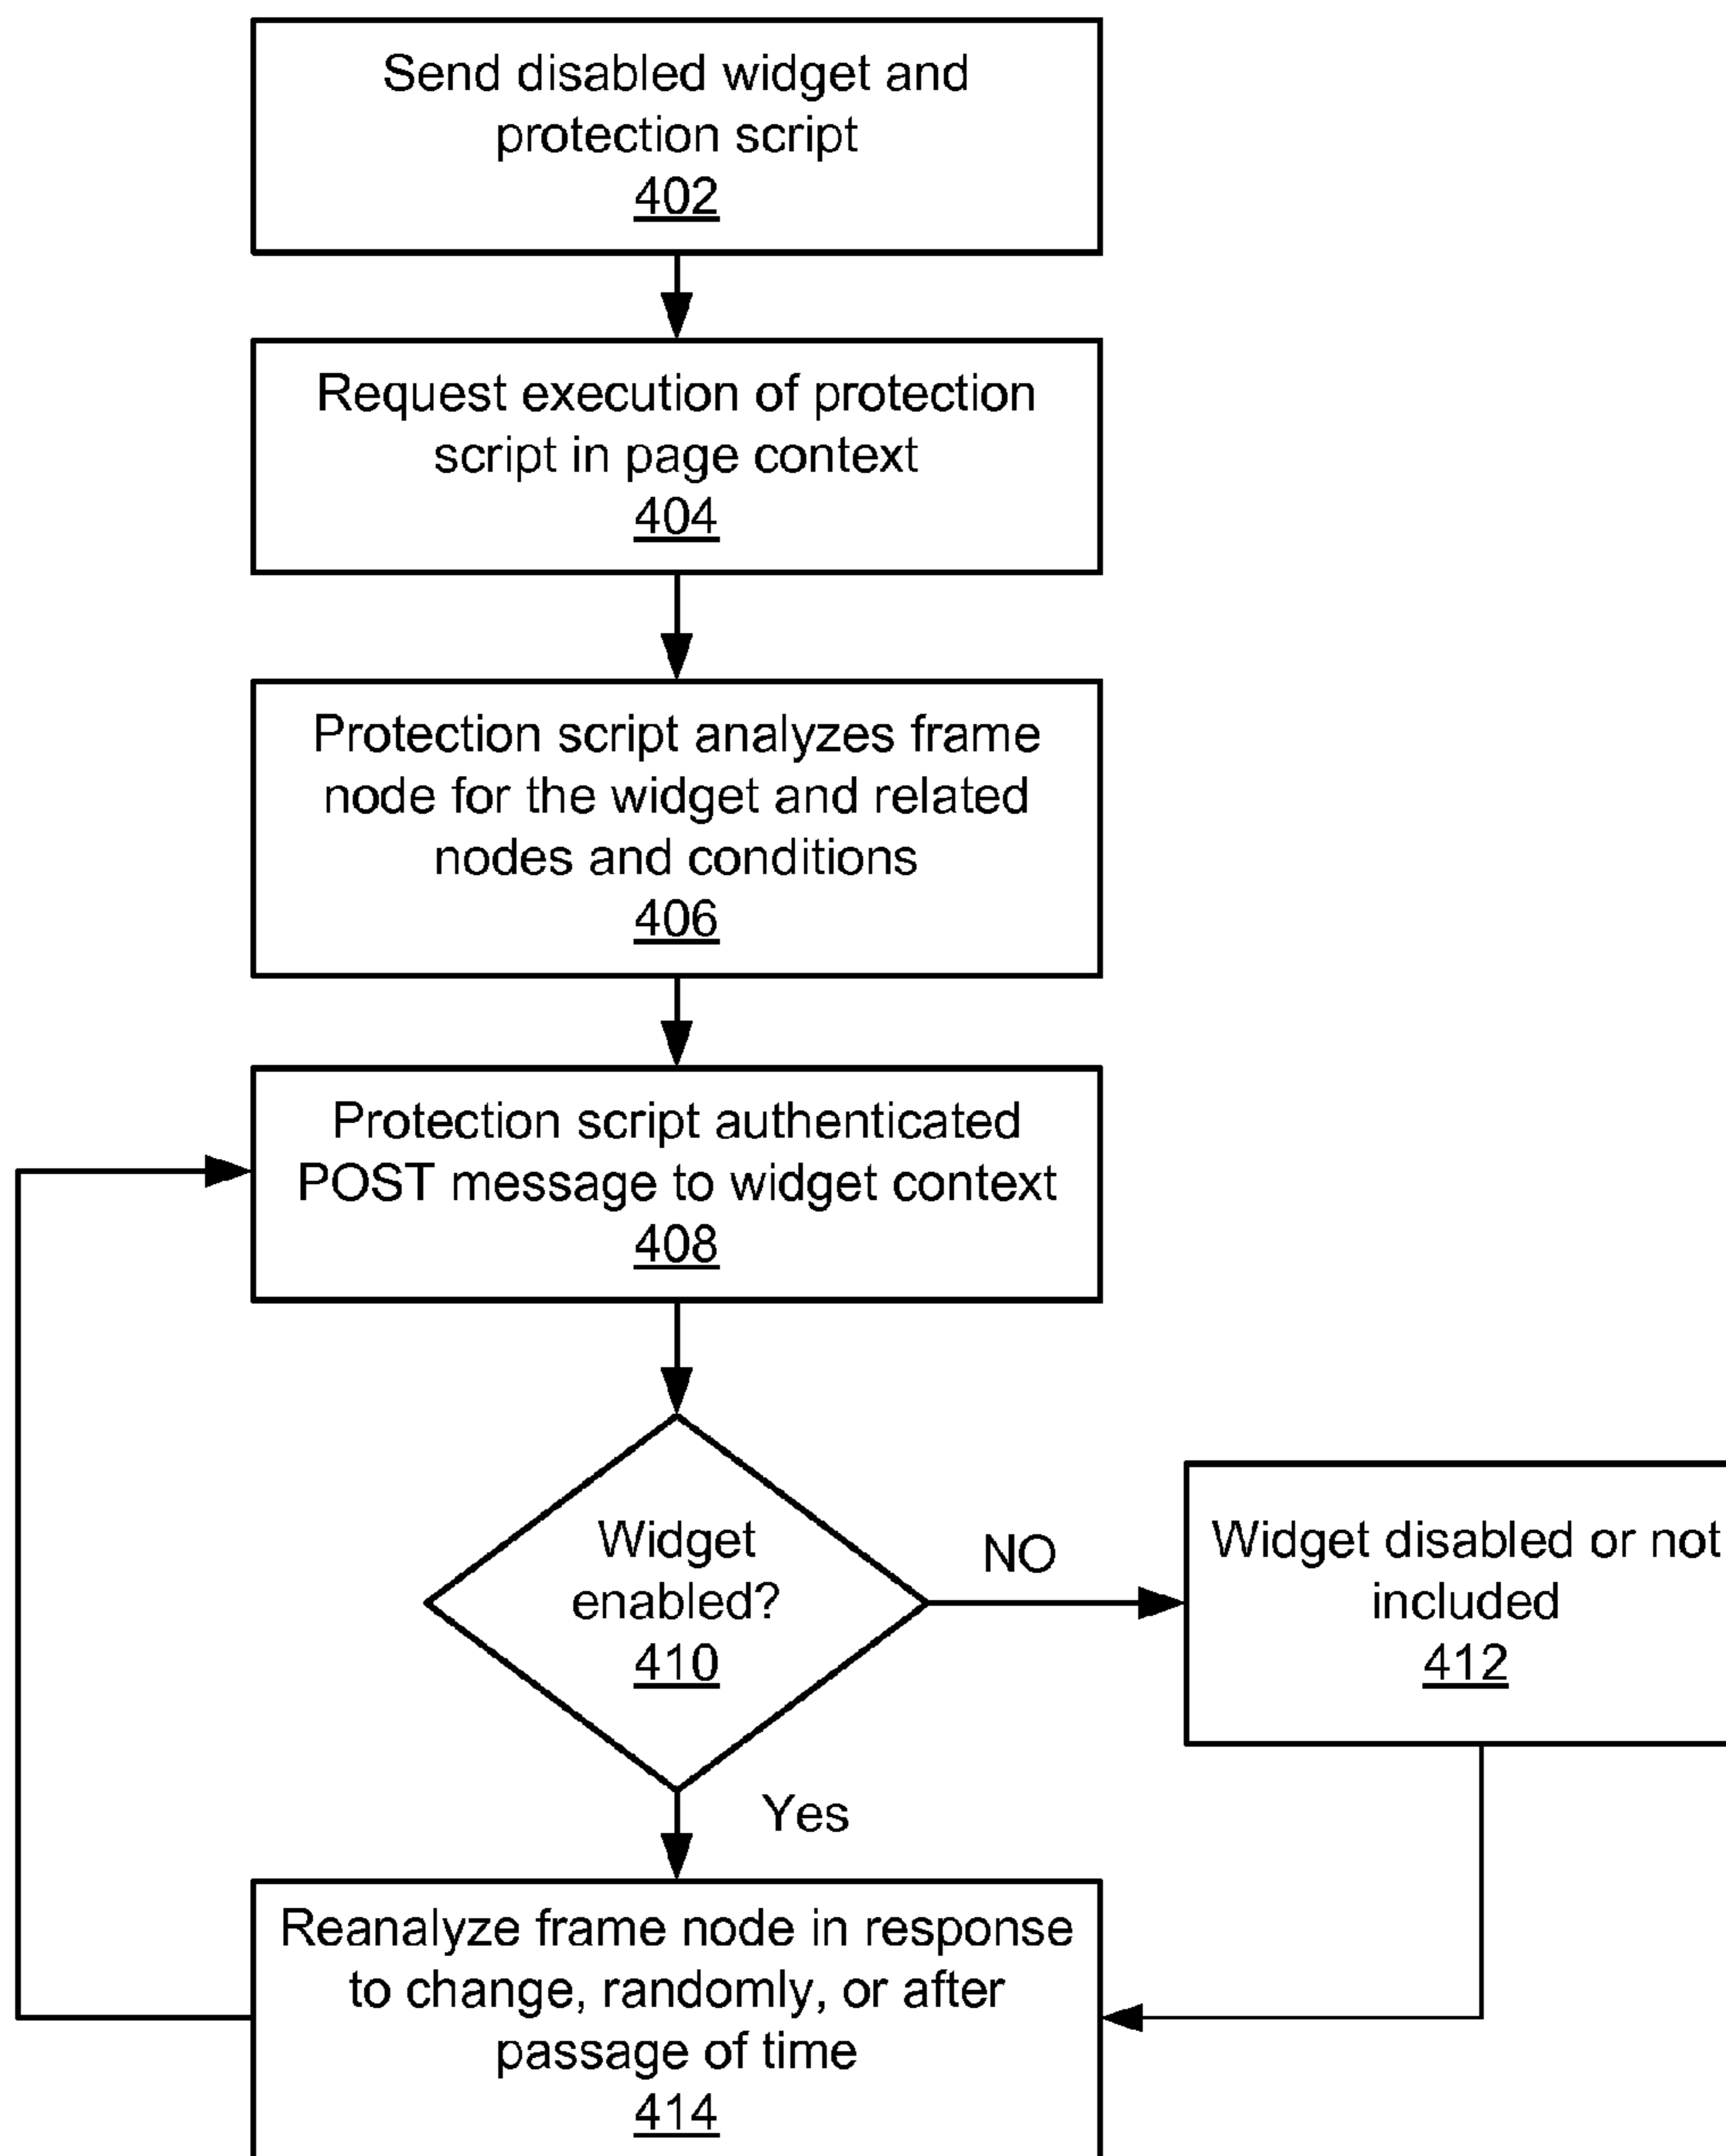 Send disabled widget and
protection script
402
Request execution of protection
script in page context
404
Protection script analyzes frame
node for the widget and related
nodes and conditions
406
Protection script authenticated
POST message to widget context
408
Widget
enabled?
410
NO
Widget disabled or not
included
412
Yes
Reanalyze frame node in response
to change, randomly, or after
passage of time
414